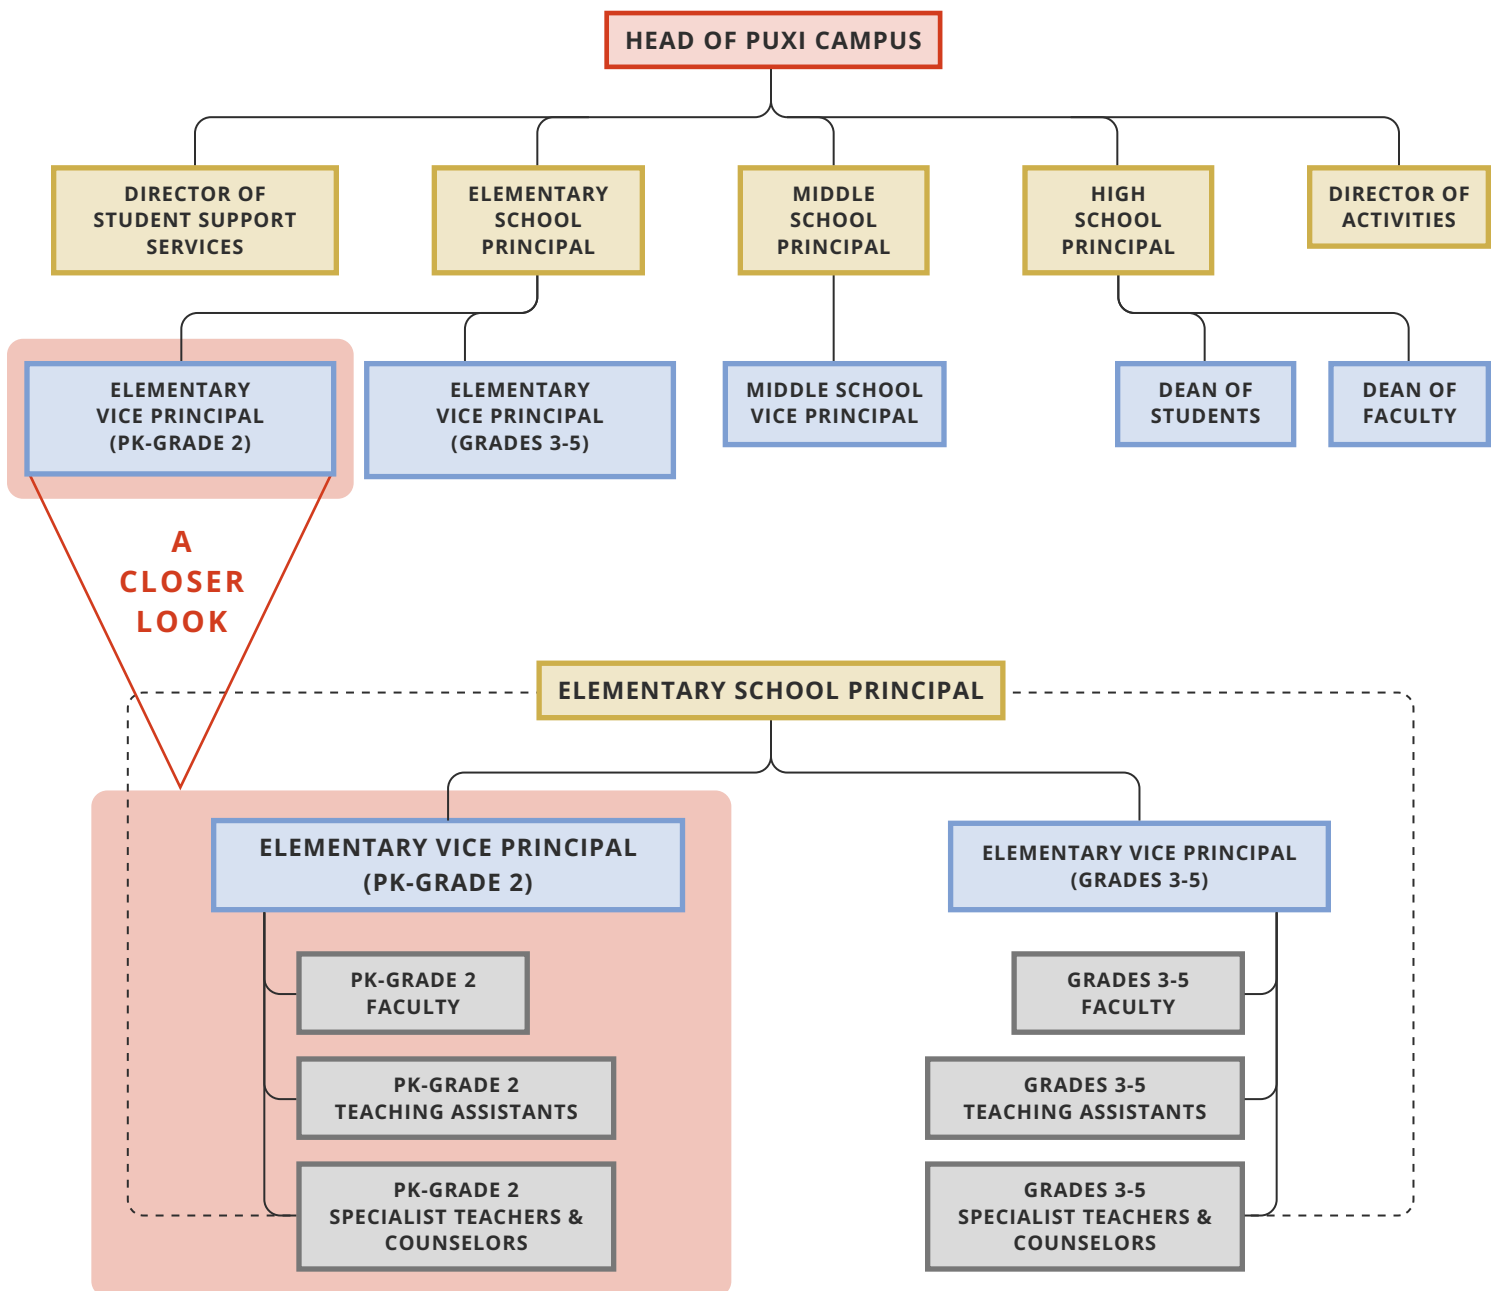 HEAD OF PUXI CAMPUS
DIRECTOR OF
STUDENT SUPPORT
SERVICES
ELEMENTARY
SCHOOL
PRINCIPAL
MIDDLE
SCHOOL
PRINCIPAL
HIGH
SCHOOL
PRINCIPAL
DIRECTOR OF
ACTIVITIES
ELEMENTARY
VICE PRINCIPAL
(PK-GRADE 2)
ELEMENTARY
VICE PRINCIPAL
(GRADES 3-5)
MIDDLE SCHOOL
VICE PRINCIPAL
DEAN OF
STUDENTS
DEAN OF
FACULTY
A
CLOSER
LOOK
ELEMENTARY SCHOOL PRINCIPAL
ELEMENTARY VICE PRINCIPAL
(PK-GRADE 2)
ELEMENTARY VICE PRINCIPAL
(GRADES 3-5)
PK-GRADE 2
FACULTY
PK-GRADE 2
TEACHING ASSISTANTS
PK-GRADE 2
SPECIALIST TEACHERS &
COUNSELORS
GRADES 3-5
FACULTY
GRADES 3-5
TEACHING ASSISTANTS
GRADES 3-5
SPECIALIST TEACHERS &
COUNSELORS